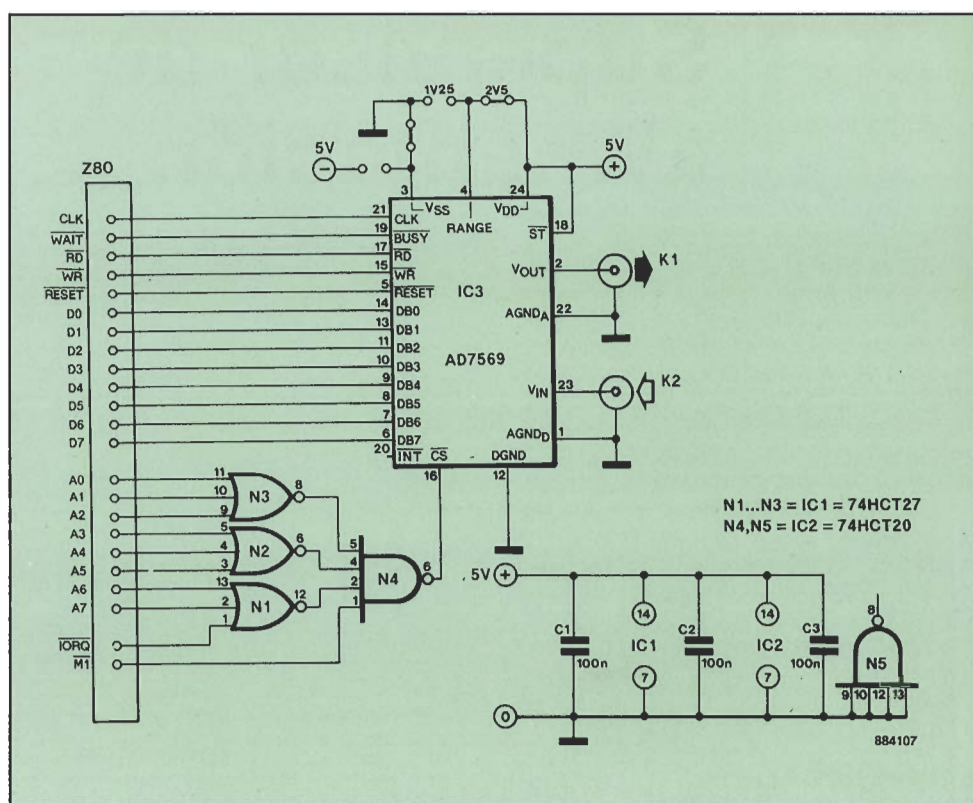 1V25 2V5
5V
5V
Z80
3 4 24
VSS VDD
RANGE
18
ST
CLK 21 CLK
WAIT 19 BUSY
RD 17 RD
WR 15 WR
RESET 5 RESET
D0 14 DB0
D1 13 DB1
D2 11 DB2
D3 10 DB3
D4 9 DB4
D5 8 DB5
D6 7 DB6
D7 6 DB7
20 INT CS DGND
16 12
IC3
AD7569
VOUT 2 K1
AGNDA 22
VIN 23 K2
AGNDD 1
A0 11
A1 10 N3 8
A2 9
A3 5
A4 4 N2 6
A5 3
A6 13
A7 2 N1 12
IORQ 1
M1
5
4 N4 6
2
1
N1...N3 = IC1 = 74HCT27
N4,N5 = IC2 = 74HCT20
5V +
C1 100n
14 IC1 7
C2 100n
14 IC2 7
C3 100n
8
N5
9 10 12 13
0
884107